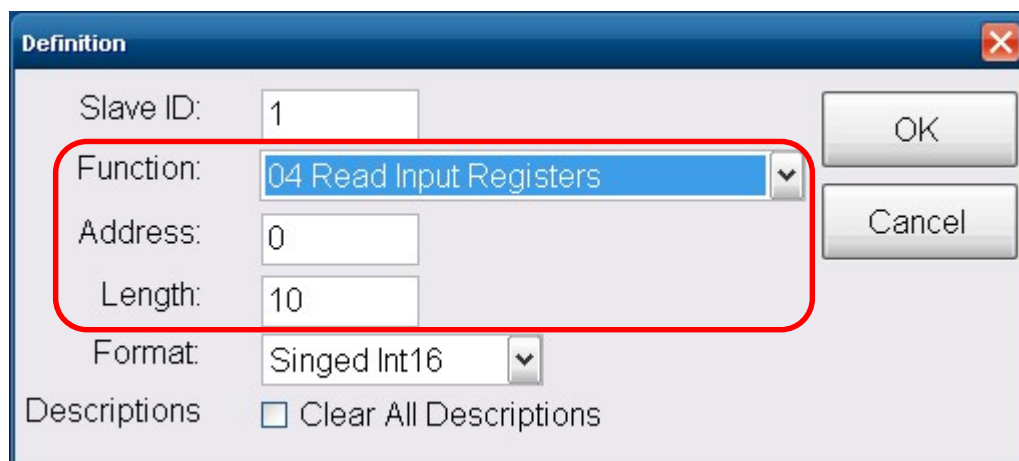 Definition
Slave ID: 1
OK
Function: 04 Read Input Registers
Address: 0
Cancel
Length: 10
Format: Singed Int16
Descriptions Clear All Descriptions